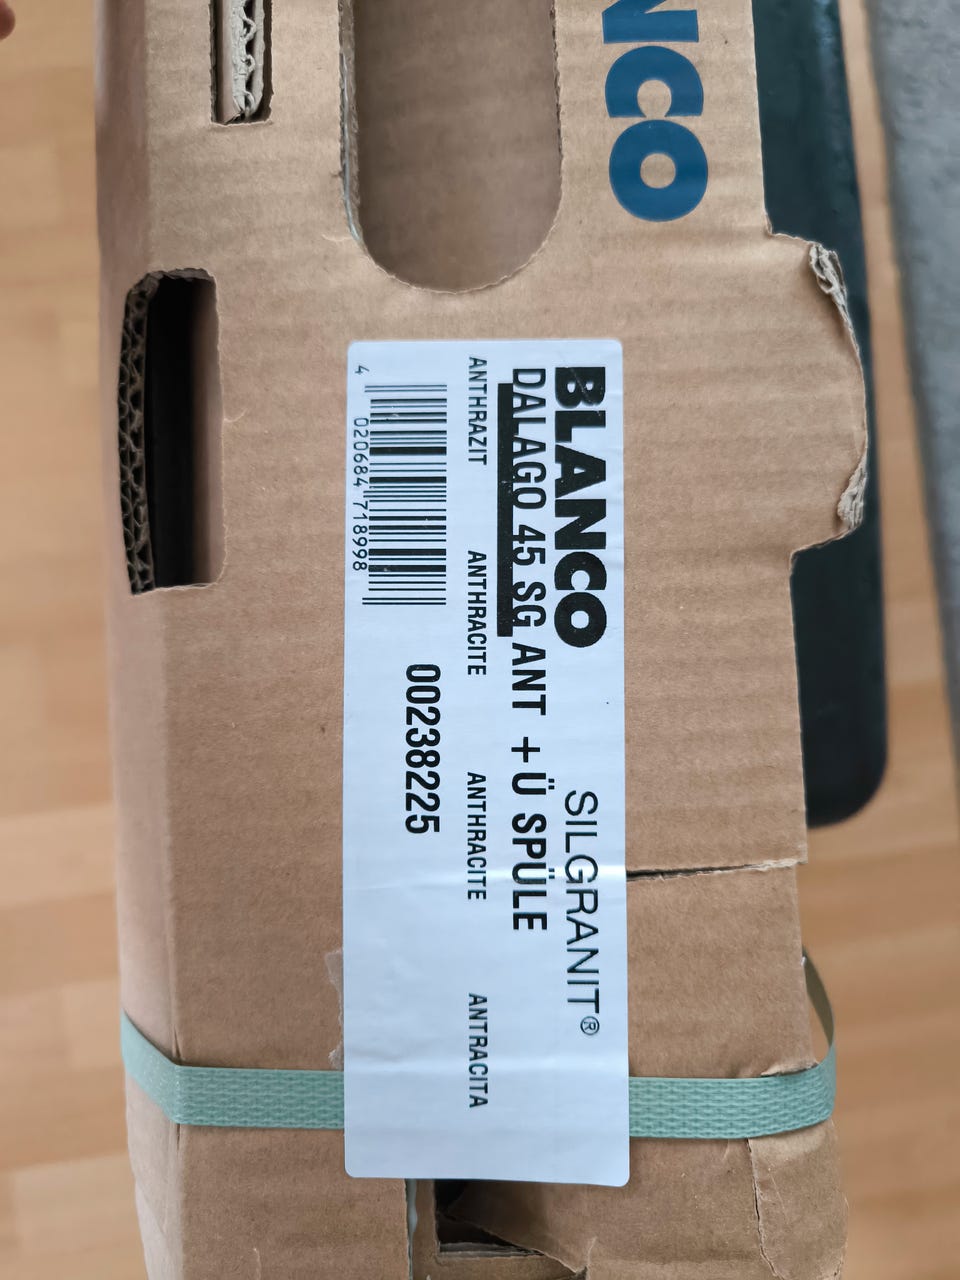 NCO
BLANCO
SILGRANIT®
DALAGO 45 SG ANT + Ü SPÜLE
ANTHRAZIT ANTHRACITE ANTHRACITE ANTRACITA
00238225
4 020684 718998